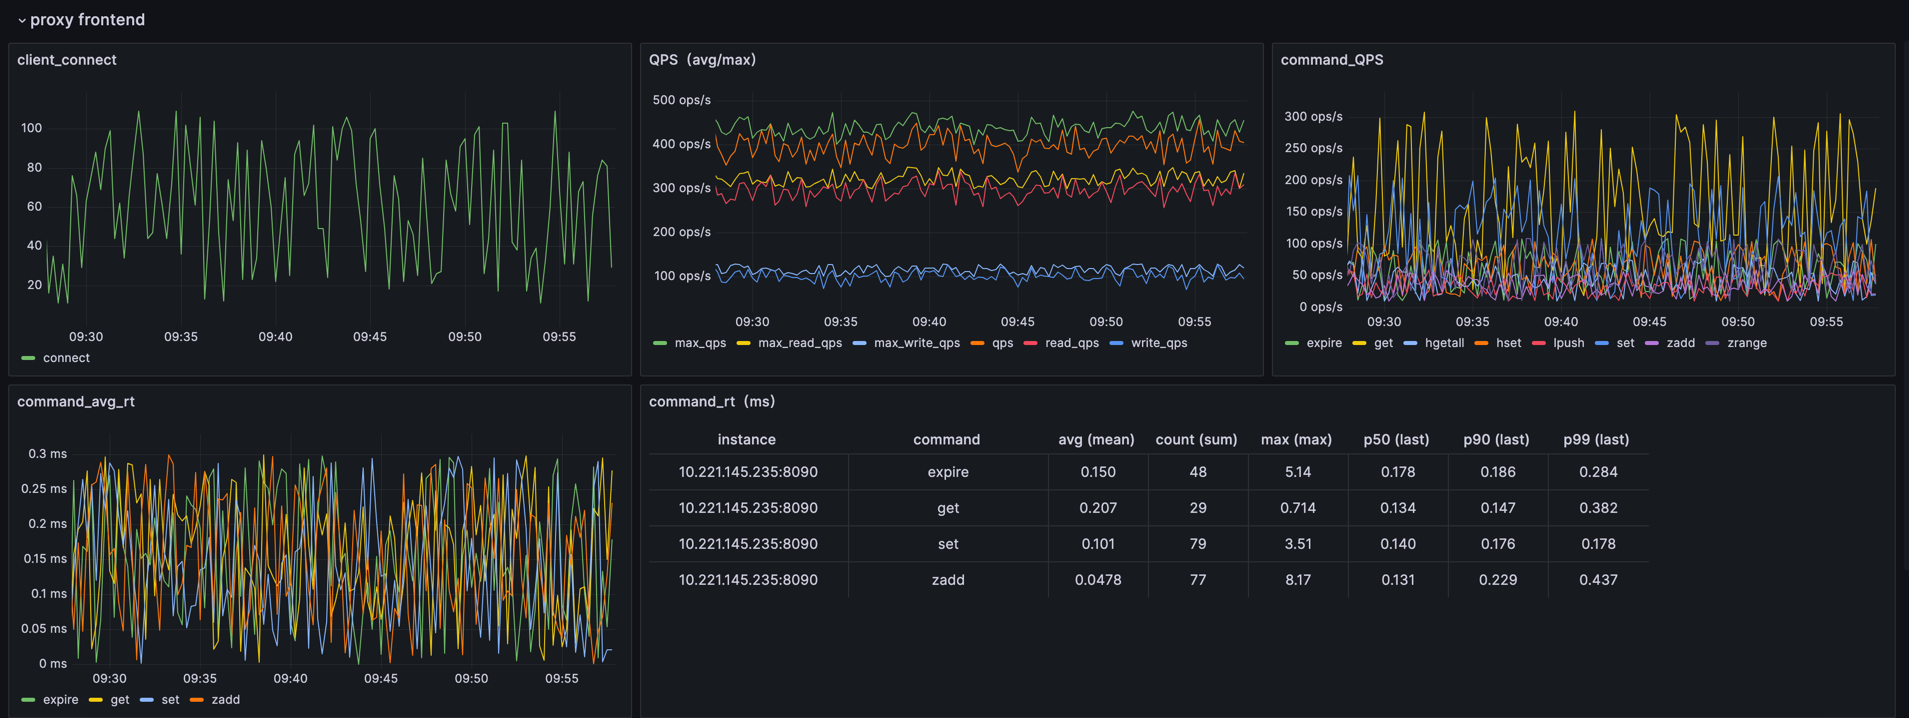 proxy frontend
client_connect
100
80
60
40
20
09:30 09:35 09:40 09:45 09:50 09:55
connect
QPS (avg/max)
500 ops/s
400 ops/s
300 ops/s
200 ops/s
100 ops/s
09:30 09:35 09:40 09:45 09:50 09:55
max_qps max_read_qps max_write_qps qps read_qps write_qps
command_QPS
300 ops/s
250 ops/s
200 ops/s
150 ops/s
100 ops/s
50 ops/s
0 ops/s
09:30 09:35 09:40 09:45 09:50 09:55
expire get hgetall hset lpush set zadd zrange
command_avg_rt
0.3 ms
0.25 ms
0.2 ms
0.15 ms
0.1 ms
0.05 ms
0 ms
09:30 09:35 09:40 09:45 09:50 09:55
expire get set zadd
command_rt (ms)
instance command avg (mean) count (sum) max (max) p50 (last) p90 (last) p99 (last)
10.221.145.235:8090 expire 0.150 48 5.14 0.178 0.186 0.284
10.221.145.235:8090 get 0.207 29 0.714 0.134 0.147 0.382
10.221.145.235:8090 set 0.101 79 3.51 0.140 0.176 0.178
10.221.145.235:8090 zadd 0.0478 77 8.17 0.131 0.229 0.437